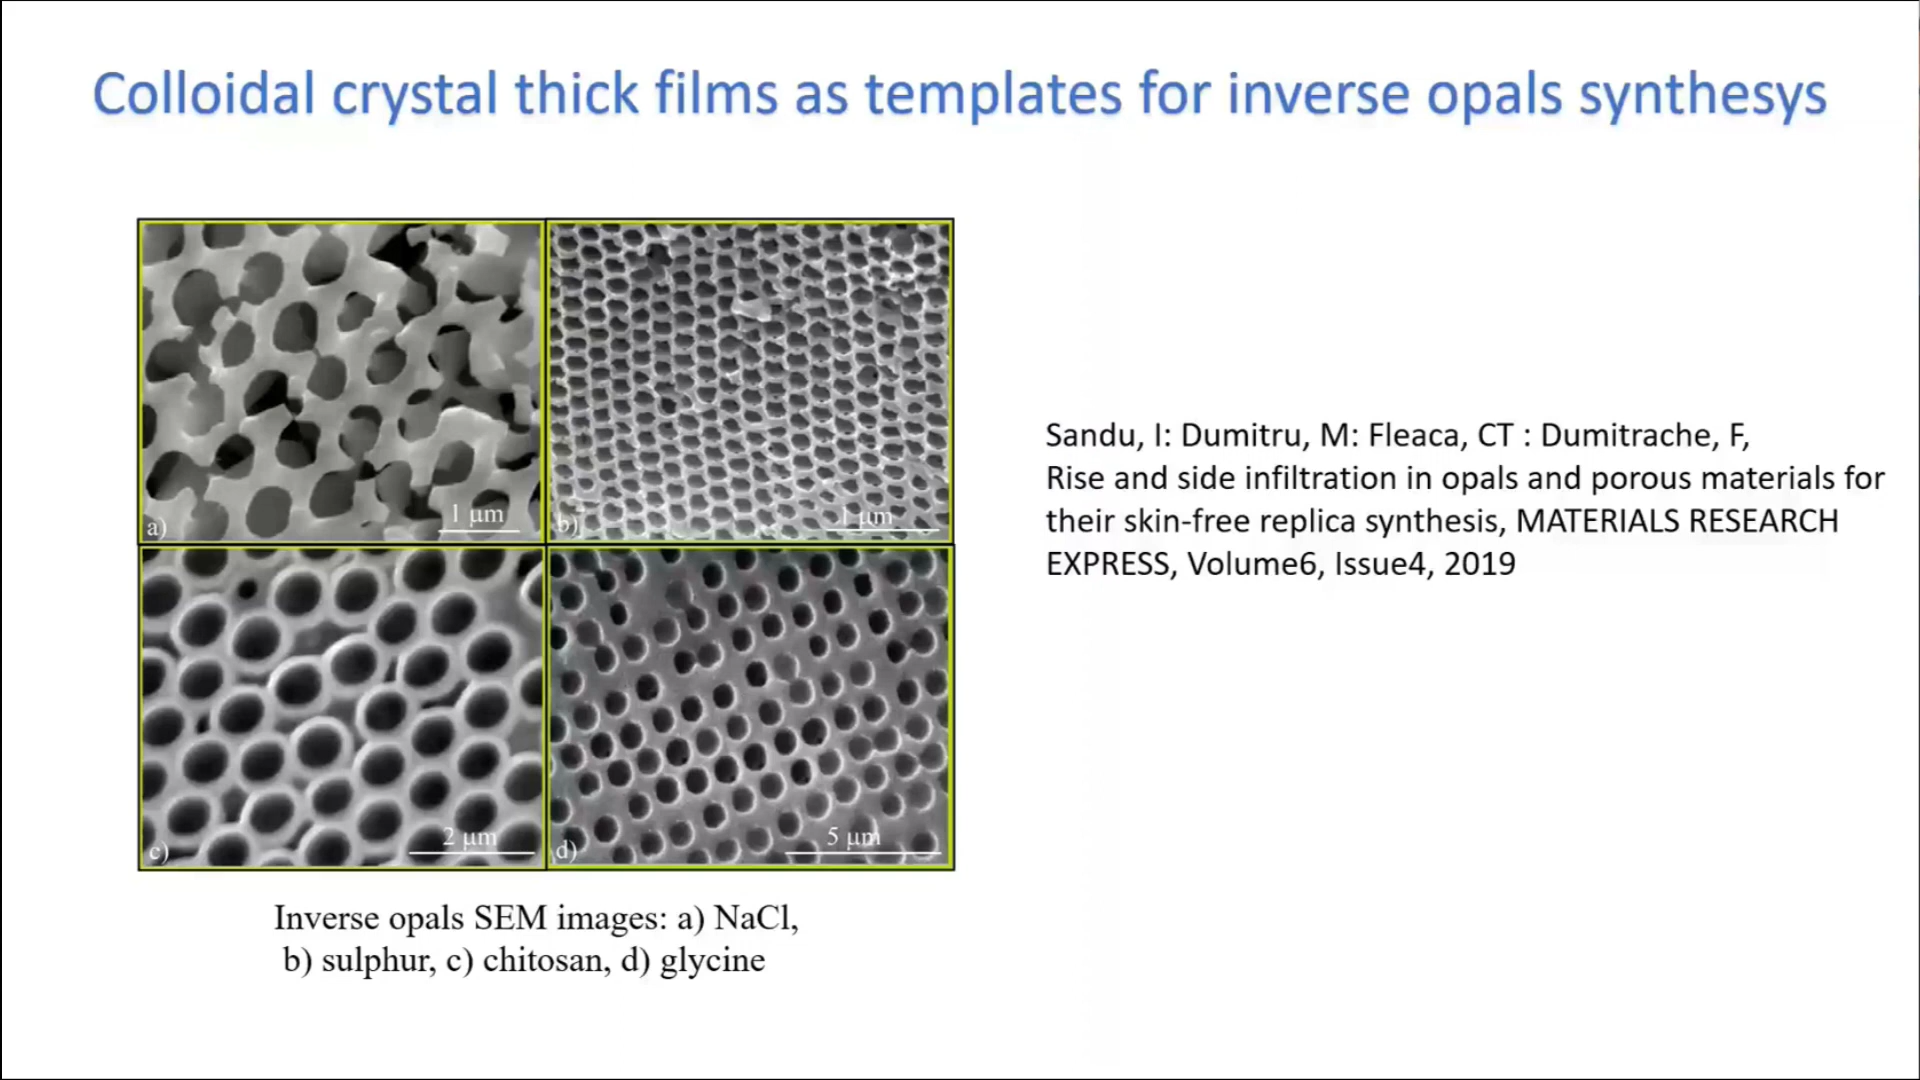 Colloidal crystal thick films as templates for inverse opals synthesys
a)
1 μm
b)
1 μm
c)
2 μm
d)
5 μm
Sandu, I: Dumitru, M: Fleaca, CT : Dumitrache, F,
Rise and side infiltration in opals and porous materials for
their skin-free replica synthesis, MATERIALS RESEARCH
EXPRESS, Volume6, Issue4, 2019
Inverse opals SEM images: a) NaCl,
b) sulphur, c) chitosan, d) glycine